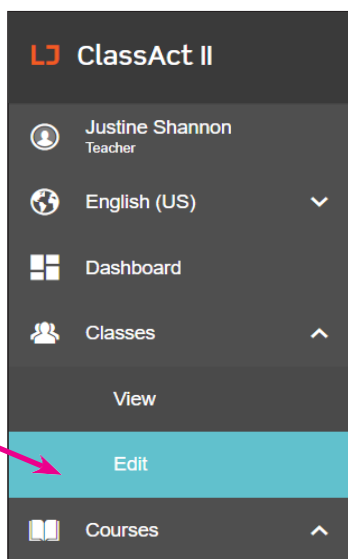 LJ ClassAct II
Justine Shannon
Teacher
English (US)
Dashboard
Classes
View
Edit
Courses